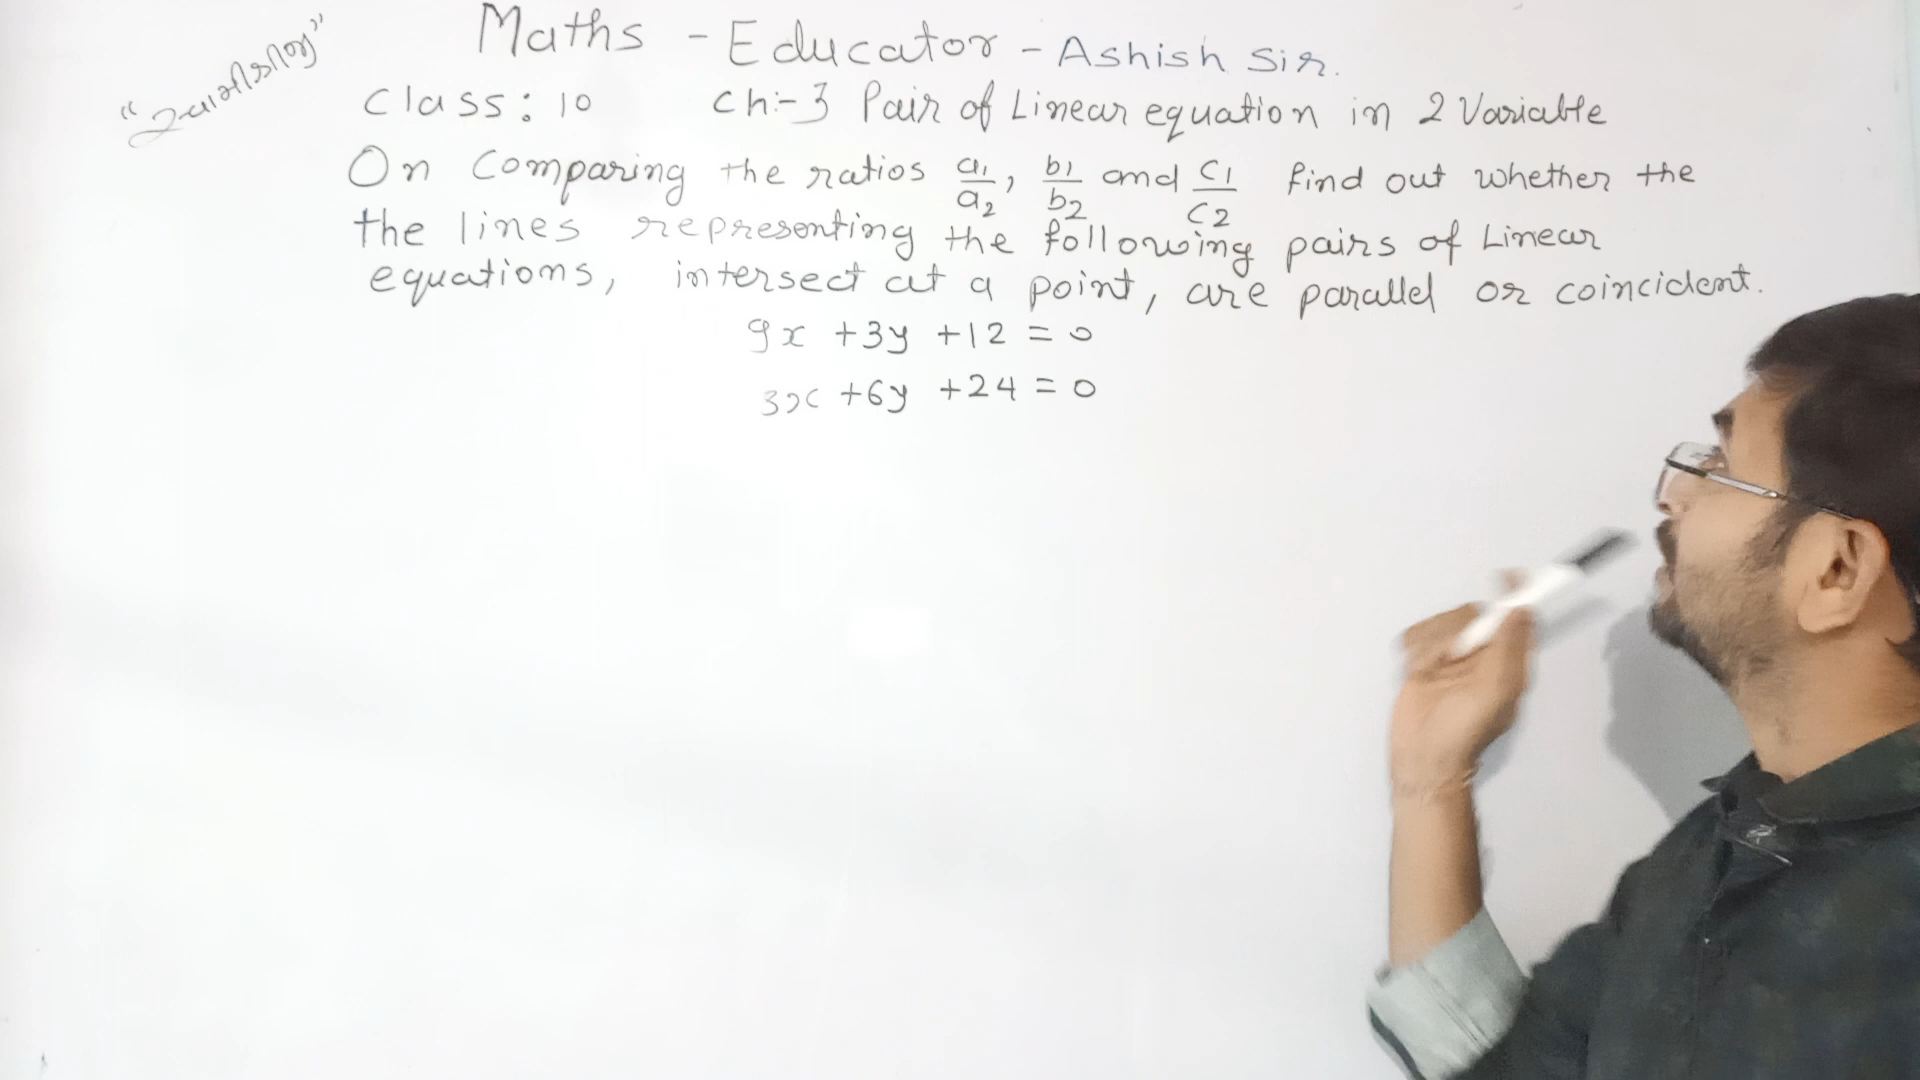 Maths - Educator - Ashish Sir.
Class: 10 Ch:-3 Pair of Linear equation in 2 Variable
On Comparing the ratios a1/a2, b1/b2 and c1/c2 find out whether the
the lines representing the following pairs of Linear
equations, intersect at a point, are parallel or coincident.
9x +3y +12 = 0
3x +6y +24 = 0